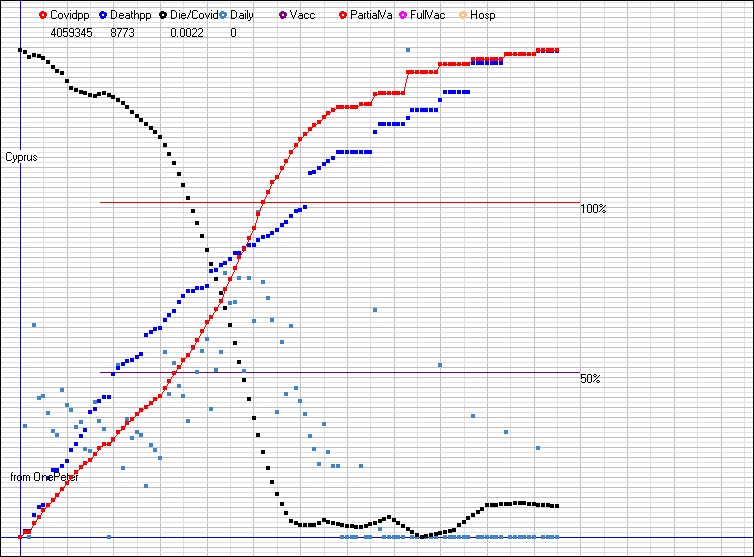 Covidpp Deathpp Die/Covid Daily Vacc PartialVa FullVac Hosp
4059345 8773 0.0022 0
Cyprus
100%
50%
from OnePeter